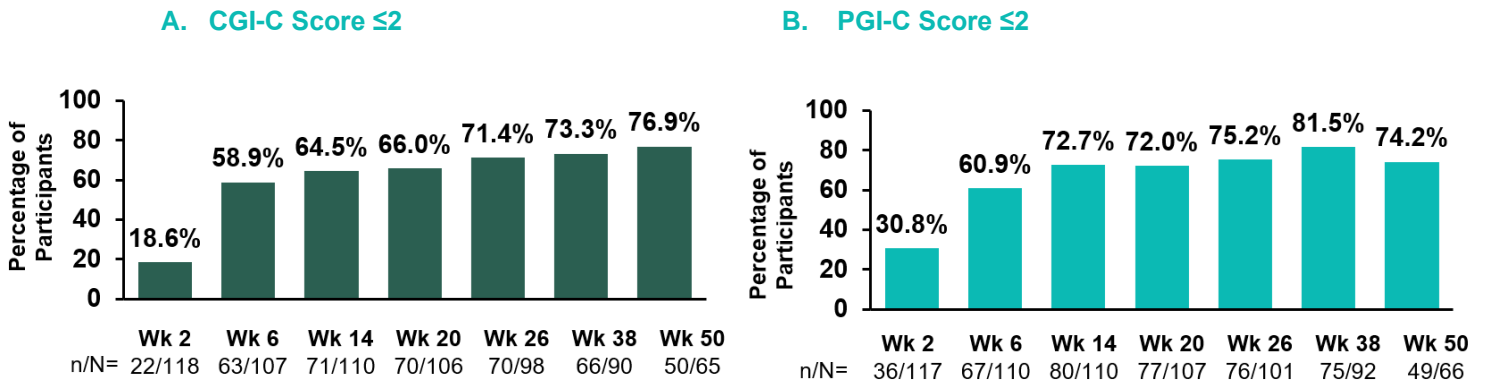 A. CGI-C Score ≤2
Percentage of
Participants
100
80
60
40
20
0
18.6%
58.9%
64.5%
66.0%
71.4%
73.3%
76.9%
Wk 2 Wk 6 Wk 14 Wk 20 Wk 26 Wk 38 Wk 50
n/N= 22/118 63/107 71/110 70/106 70/98 66/90 50/65
B. PGI-C Score ≤2
Percentage of
Participants
100
80
60
40
20
0
30.8%
60.9%
72.7%
72.0%
75.2%
81.5%
74.2%
Wk 2 Wk 6 Wk 14 Wk 20 Wk 26 Wk 38 Wk 50
n/N= 36/117 67/110 80/110 77/107 76/101 75/92 49/66